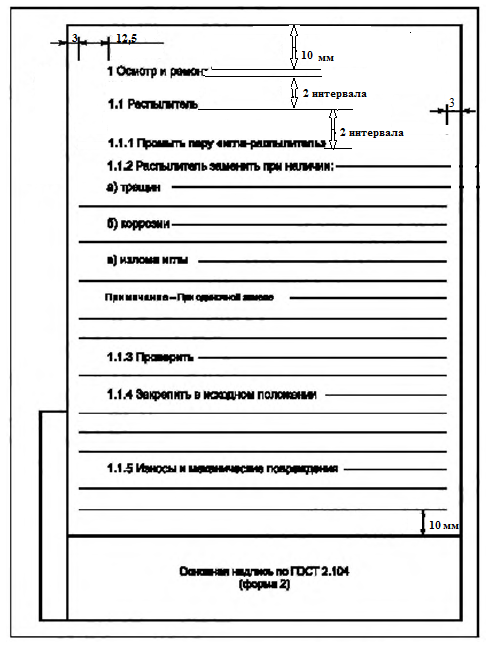 3 12,5
10 мм
1 Осмотр и ремонт
2 интервала
1.1 Распылитель
3
2 интервала
1.1.1 Промыть пару «игла-распылитель»
1.1.2 Распылитель заменить при наличии:
а) трещин
б) коррозии
в) излома иглы
Примечание – При одиночной замене
1.1.3 Проверить
1.1.4 Закрепить в исходном положении
1.1.5 Износы и механические повреждения
10 мм
Основная надпись по ГОСТ 2.104
(форма 2)